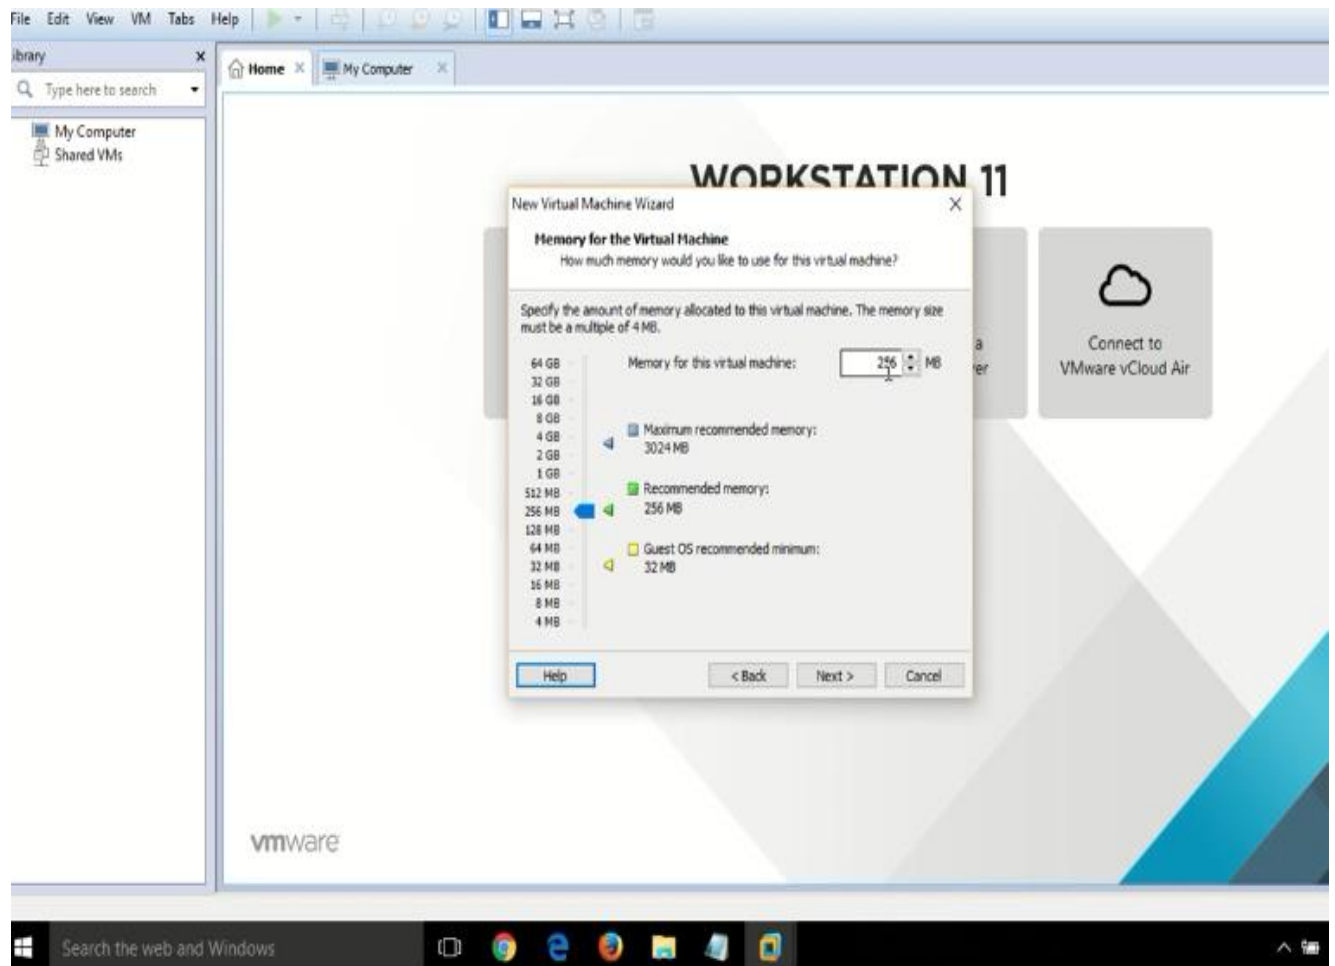 File Edit View VM Tabs Help
ibrary
Type here to search
My Computer
Shared VMs
Home
My Computer
WORKSTATION 11
New Virtual Machine Wizard
Memory for the Virtual Machine
How much memory would you like to use for this virtual machine?
Specify the amount of memory allocated to this virtual machine. The memory size
must be a multiple of 4 MB.
Memory for this virtual machine: 256 MB
64 GB
32 GB
16 GB
8 GB
4 GB
2 GB
1 GB
512 MB
256 MB
128 MB
64 MB
32 MB
16 MB
8 MB
4 MB
Maximum recommended memory:
3024 MB
Recommended memory:
256 MB
Guest OS recommended minimum:
32 MB
Help < Back Next > Cancel
a
er
Connect to
VMware vCloud Air
vmware
Search the web and Windows